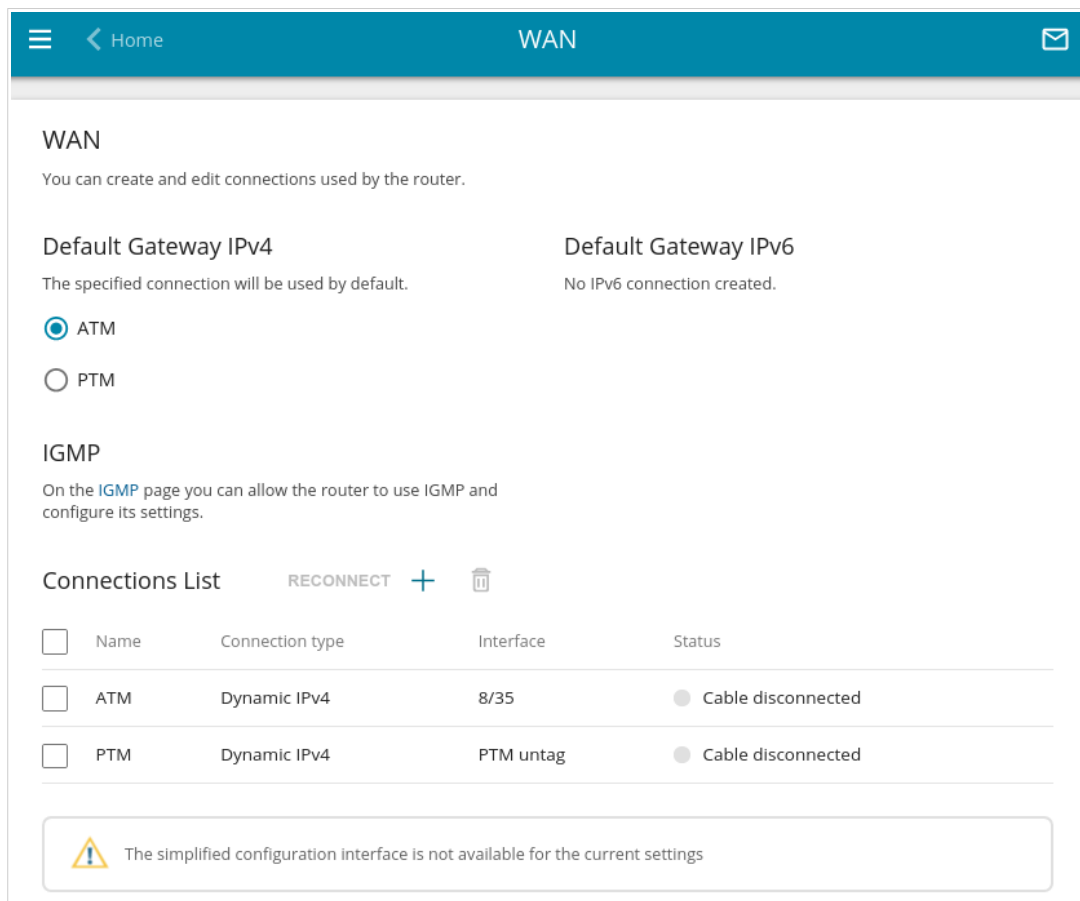 Home
WAN
WAN
You can create and edit connections used by the router.
Default Gateway IPv4
The specified connection will be used by default.
ATM
PTM
Default Gateway IPv6
No IPv6 connection created.
IGMP
On the IGMP page you can allow the router to use IGMP and
configure its settings.
Connections List RECONNECT
Name Connection type Interface Status
ATM Dynamic IPv4 8/35 Cable disconnected
PTM Dynamic IPv4 PTM untag Cable disconnected
The simplified configuration interface is not available for the current settings